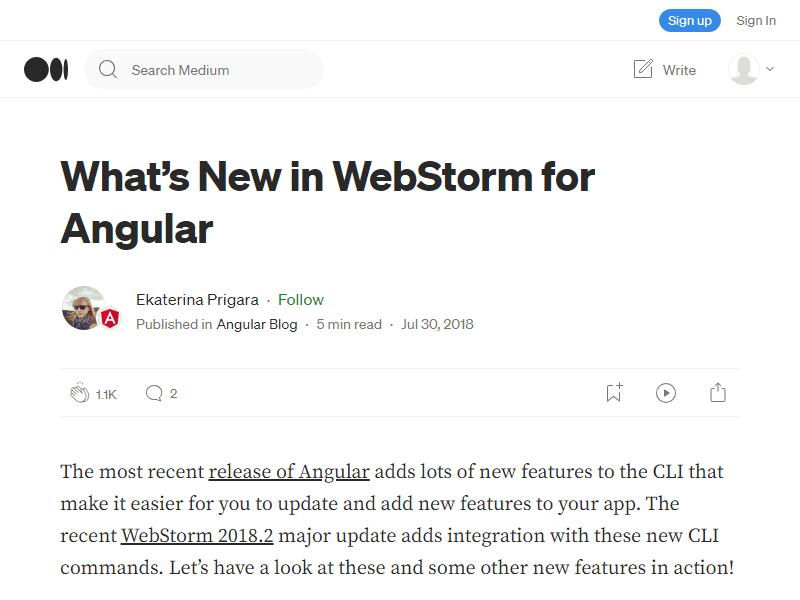 Sign up Sign In
Search Medium Write
What's New in WebStorm for
Angular
Ekaterina Prigara · Follow
Published in Angular Blog · 5 min read · Jul 30, 2018
1.1K 2
The most recent release of Angular adds lots of new features to the CLI that
make it easier for you to update and add new features to your app. The
recent WebStorm 2018.2 major update adds integration with these new CLI
commands. Let's have a look at these and some other new features in action!